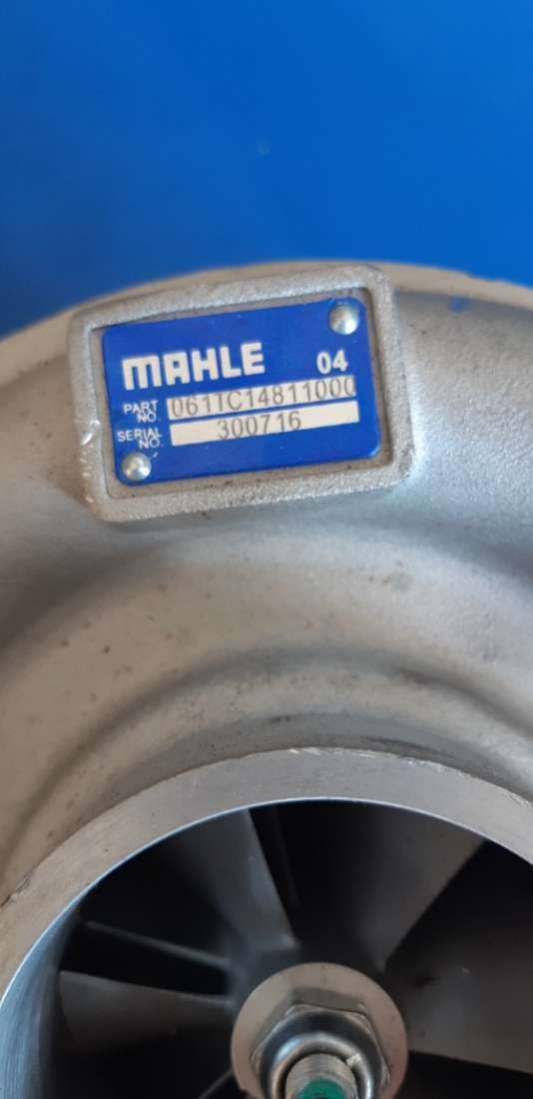 MAHLE 04
PART NO. 061TC14811000
SERIAL NO. 300716